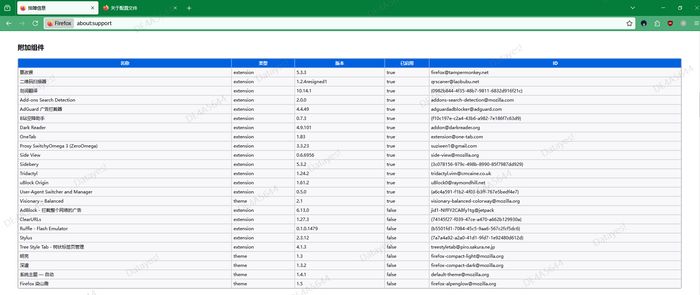 故障信息
关于配置文件
Firefox about:support
附加组件
名称 类型 版本 已启用 ID
篡改猴 extension 5.3.3 true firefox@tampermonkey.net
二维码扫描器 extension 1.2.4resigned1 true qrscaner@laobubu.net
划词翻译 extension 10.14.1 true
Add-ons Search Detection extension 2.0.0 true addons-search-detection@mozilla.com
AdGuard 广告拦截器 extension 4.4.49 true adguardadblocker@adguard.com
B站空降助手 extension 0.7.3 true {f10c197e-c2a4-43b6-a982-7e186f7c63d9}
Dark Reader extension 4.9.101 true addon@darkreader.org
OneTab extension 1.83 true extension@one-tab.com
Proxy SwitchyOmega 3 (ZeroOmega) extension 3.3.23 true suziwen1@gmail.com
Side View extension 0.6.6956 true side-view@mozilla.org
Sideberry extension 5.3.2 true {3c078156-979c-498b-8990-85f7987dd929}
Tridactyl extension 1.24.2 true tridactyl.vim@cmcaine.co.uk
uBlock Origin extension 1.61.2 true uBlock0@raymondhill.net
User-Agent Switcher and Manager extension 0.5.0 true {a6c4a591-f1b2-4f03-b3ff-767e5bedf4e7}
Visionary – Balanced theme 2.1 true visionary-balanced-colorway@mozilla.org
AdBlock - 拦截整个网络的广告 extension 6.13.0 false jid1-NIfFY2CA8fy1tg@jetpack
ClearURLs extension 1.27.3 false {74145f27-f039-47ce-a470-a662b129930a}
Ruffle - Flash Emulator extension 0.1.0.1479 false {b5501fd1-7084-45c5-9aa6-567c2fcf5dc6}
Stylus extension 2.3.12 false {7a7a4a92-a2a0-41d1-9fd7-1e92480d612d}
Tree Style Tab - 树状标签页管理 extension 4.1.3 false treestyletab@piro.sakura.ne.jp
明亮 theme 1.3 false firefox-compact-light@mozilla.org
深邃 theme 1.3.2 false firefox-compact-dark@mozilla.org
系统主题 — 自动 theme 1.4.1 false default-theme@mozilla.org
Firefox 染山霞 theme 1.5 false firefox-alpenglow@mozilla.org